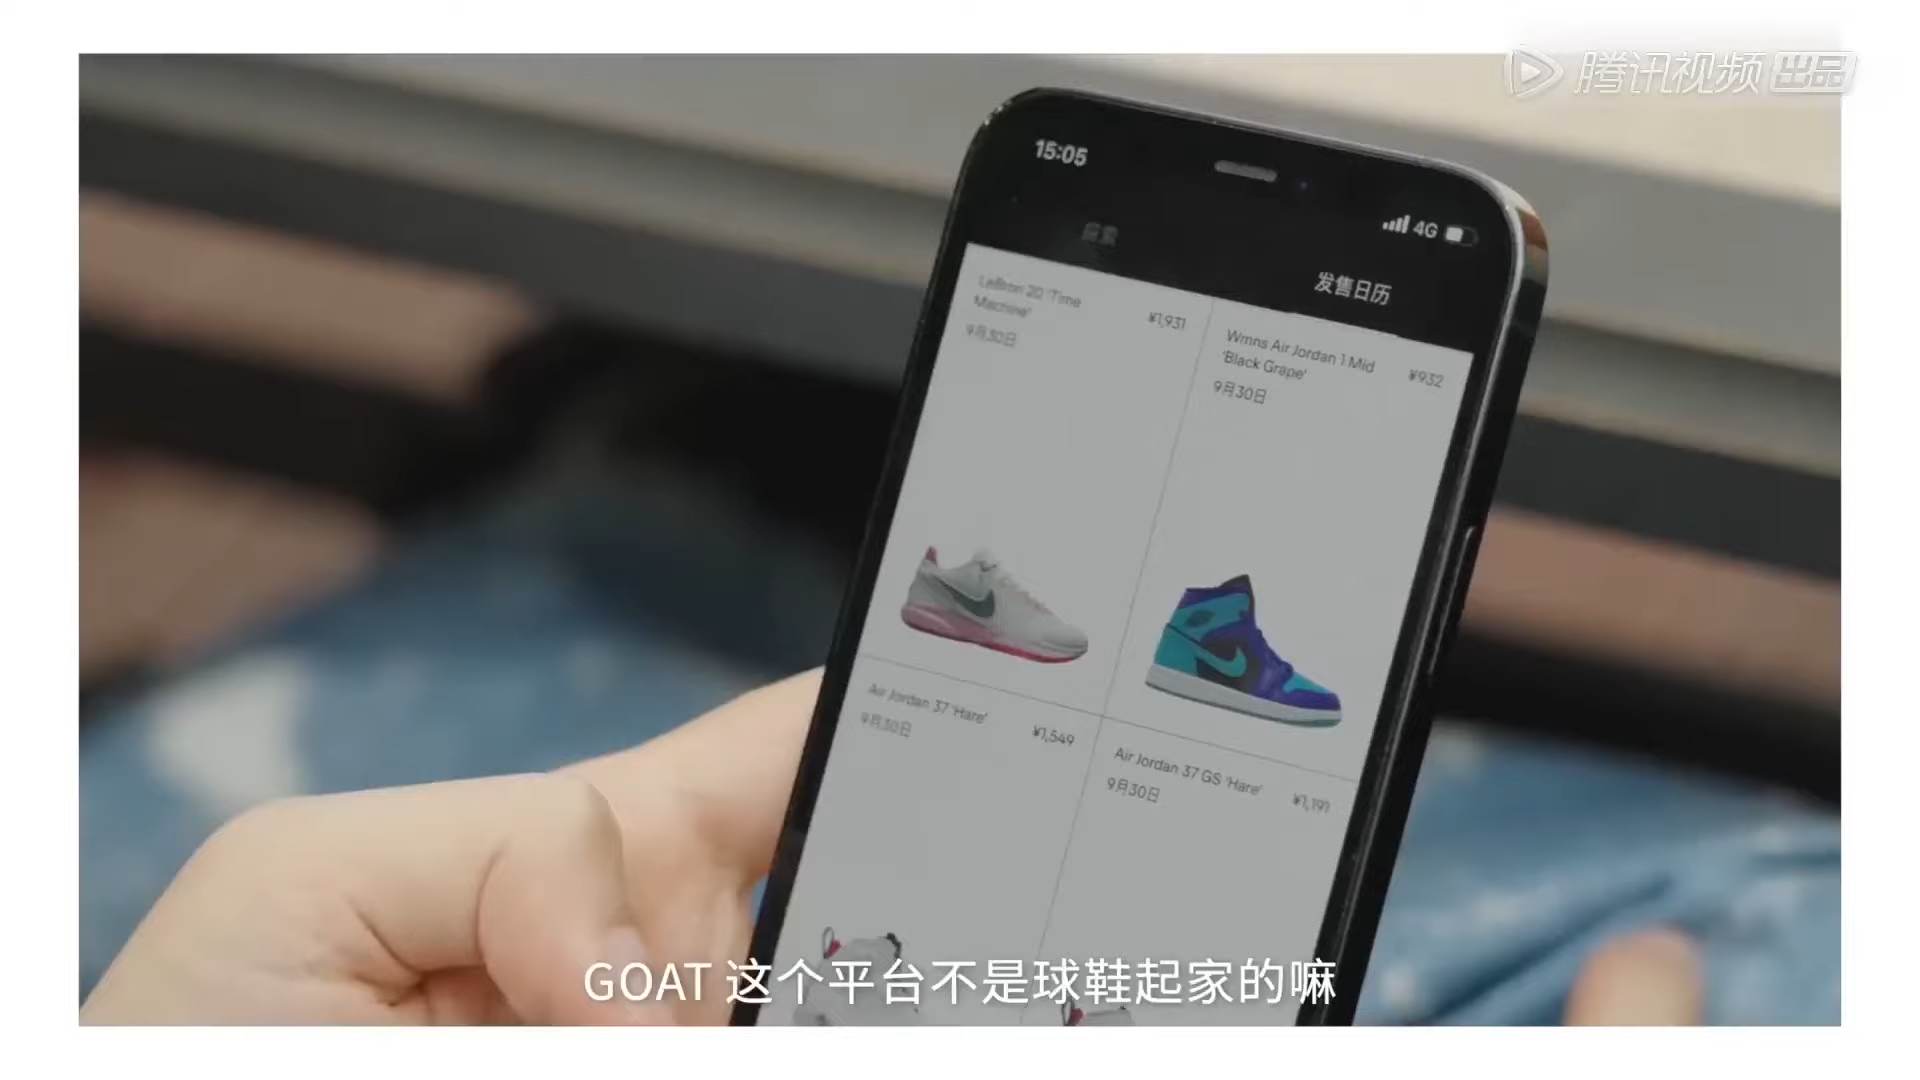 腾讯视频 出品
15:05
4G
探索
发售日历
LeBron 20 'Time
Machine'
¥1,931
9月30日
Wmns Air Jordan 1 Mid
'Black Grape'
¥932
9月30日
Air Jordan 37 'Hare'
¥1,549
9月30日
Air Jordan 37 GS 'Hare'
¥1,191
9月30日
GOAT 这个平台不是球鞋起家的嘛